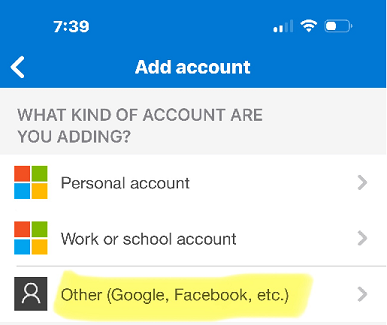 7:39
Add account
WHAT KIND OF ACCOUNT ARE
YOU ADDING?
Personal account
Work or school account
Other (Google, Facebook, etc.)